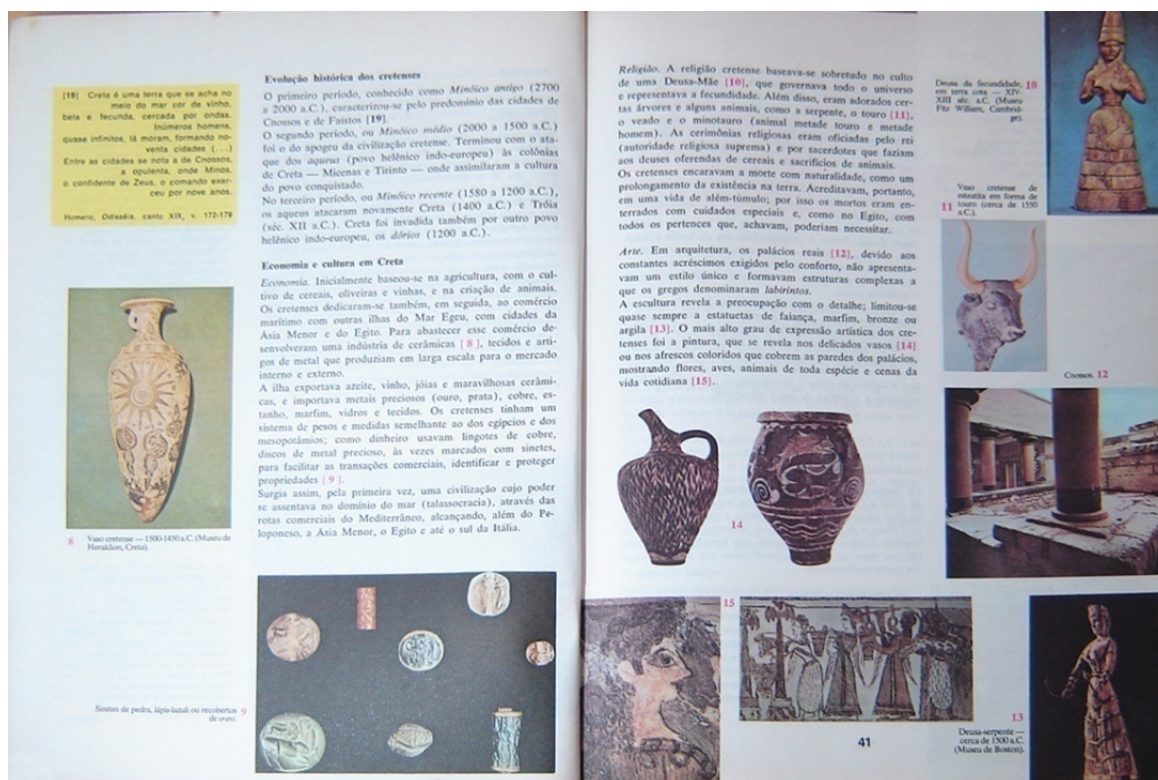 [19] Creta é uma terra que se acha no
meio do mar cor de vinho,
bela e fecunda, cercada por ondas.
Inúmeros homens,
quase infinitos, lá moram, formando no-
venta cidades (...)
Entre as cidades se nota a de Cnossos,
a opulenta, onde Minos,
o confidente de Zeus, o comando exer-
ceu por nove anos.
Homero, Odisséia, canto XIX, v. 172-179
8 Vaso cretense — 1500-1450 a.C. (Museu de
Heraklion, Creta).
Sinetes de pedra, lápis-lazuli ou recobertos 9
de ouro.
Evolução histórica dos cretenses
O primeiro período, conhecido como Minóico antigo (2700
a 2000 a.C.), caracterizou-se pelo predomínio das cidades de
Cnossos e de Faistos [19].
O segundo período, ou Minóico médio (2000 a 1500 a.C.)
foi o do apogeu da civilização cretense. Terminou com o ata-
que dos aqueus (povo helênico indo-europeu) às colônias
de Creta — Micenas e Tirinto — onde assimilaram a cultura
do povo conquistado.
No terceiro período, ou Minóico recente (1580 a 1200 a.C.),
os aqueus atacaram novamente Creta (1400 a.C.) e Tróia
(séc. XII a.C.). Creta foi invadida também por outro povo
helênico indo-europeu, os dórios (1200 a.C.).
Economia e cultura em Creta
Economia. Inicialmente baseou-se na agricultura, com o cul-
tivo de cereais, oliveiras e vinhas, e na criação de animais.
Os cretenses dedicaram-se também, em seguida, ao comércio
marítimo com outras ilhas do Mar Egeu, com cidades da
Ásia Menor e do Egito. Para abastecer esse comércio de-
senvolveram uma indústria de cerâmicas [8], tecidos e arti-
gos de metal que produziam em larga escala para o mercado
interno e externo.
A ilha exportava azeite, vinho, jóias e maravilhosas cerâmi-
cas, e importava metais preciosos (ouro, prata), cobre, es-
tanho, marfim, vidros e tecidos. Os cretenses tinham um
sistema de pesos e medidas semelhante ao dos egípcios e dos
mesopotâmios; como dinheiro usavam lingotes de cobre,
discos de metal precioso, às vezes marcados com sinetes,
para facilitar as transações comerciais, identificar e proteger
propriedades [9].
Surgia assim, pela primeira vez, uma civilização cujo poder
se assentava no domínio do mar (talassocracia), através das
rotas comerciais do Mediterrâneo, alcançando, além do Pe-
loponeso, a Ásia Menor, o Egito e até o sul da Itália.
Religião. A religião cretense baseava-se sobretudo no culto
de uma Deusa-Mãe [10], que governava todo o universo
e representava a fecundidade. Além disso, eram adorados cer-
tas árvores e alguns animais, como a serpente, o touro [11],
o veado e o minotauro (animal metade touro e metade
homem). As cerimônias religiosas eram oficiadas pelo rei
(autoridade religiosa suprema) e por sacerdotes que faziam
aos deuses oferendas de cereais e sacrifícios de animais.
Os cretenses encaravam a morte com naturalidade, como um
prolongamento da existência na terra. Acreditavam, portanto,
em uma vida de além-túmulo; por isso os mortos eram en-
terrados com cuidados especiais e, como no Egito, com
todos os pertences que, achavam, poderiam necessitar.
Arte. Em arquitetura, os palácios reais [12], devido aos
constantes acréscimos exigidos pelo conforto, não apresenta-
vam um estilo único e formavam estruturas complexas a
que os gregos denominaram labirintos.
A escultura revela a preocupação com o detalhe; limitou-se
quase sempre a estatuetas de faiança, marfim, bronze ou
argila [13]. O mais alto grau de expressão artística dos cre-
tenses foi a pintura, que se revela nos delicados vasos [14]
ou nos afrescos coloridos que cobrem as paredes dos palácios,
mostrando flores, aves, animais de toda espécie e cenas da
vida cotidiana [15].
Deusa da fecundidade, 10
em terra cota — XIV-
XIII séc. a.C. (Museu
Fitz William, Cambrid-
ge).
Vaso cretense de
esteatita em forma de
11 touro (cerca de 1550
a.C.).
Cnossos. 12
14
15
13
Deusa-serpente —
cerca de 1500 a.C.
(Museu de Boston).
41